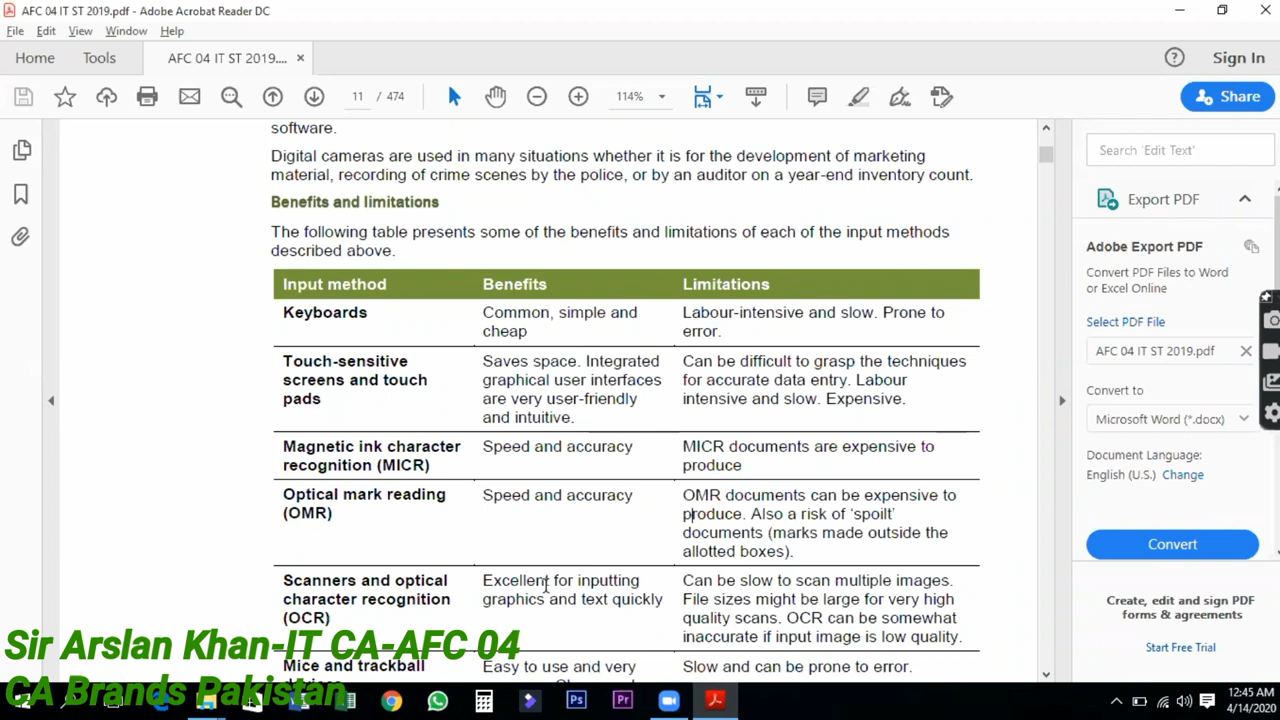 AFC 04 IT ST 2019.pdf - Adobe Acrobat Reader DC
File Edit View Window Help
Home Tools AFC 04 IT ST 2019.... × Sign In
11 / 474 114% Share
software.
Digital cameras are used in many situations whether it is for the development of marketing
material, recording of crime scenes by the police, or by an auditor on a year-end inventory count.
Benefits and limitations
The following table presents some of the benefits and limitations of each of the input methods
described above.
Input method Benefits Limitations
Keyboards Common, simple and Labour-intensive and slow. Prone to
cheap error.
Touch-sensitive Saves space. Integrated Can be difficult to grasp the techniques
screens and touch graphical user interfaces for accurate data entry. Labour
pads are very user-friendly intensive and slow. Expensive.
and intuitive.
Magnetic ink character Speed and accuracy MICR documents are expensive to
recognition (MICR) produce
Optical mark reading Speed and accuracy OMR documents can be expensive to
(OMR) produce. Also a risk of ‘spoilt’
documents (marks made outside the
allotted boxes).
Scanners and optical Excellent for inputting Can be slow to scan multiple images.
character recognition graphics and text quickly File sizes might be large for very high
(OCR) quality scans. OCR can be somewhat
inaccurate if input image is low quality.
Mice and trackball Easy to use and very Slow and can be prone to error.
Search 'Edit Text'
Export PDF
Adobe Export PDF
Convert PDF Files to Word
or Excel Online
Select PDF File
AFC 04 IT ST 2019.pdf
Convert to
Microsoft Word (*.docx)
Document Language:
English (U.S.) Change
Convert
Create, edit and sign PDF
forms & agreements
Start Free Trial
Sir Arslan Khan-IT CA-AFC 04
CA Brands Pakistan
Ps Pr
12:45 AM
4/14/2020